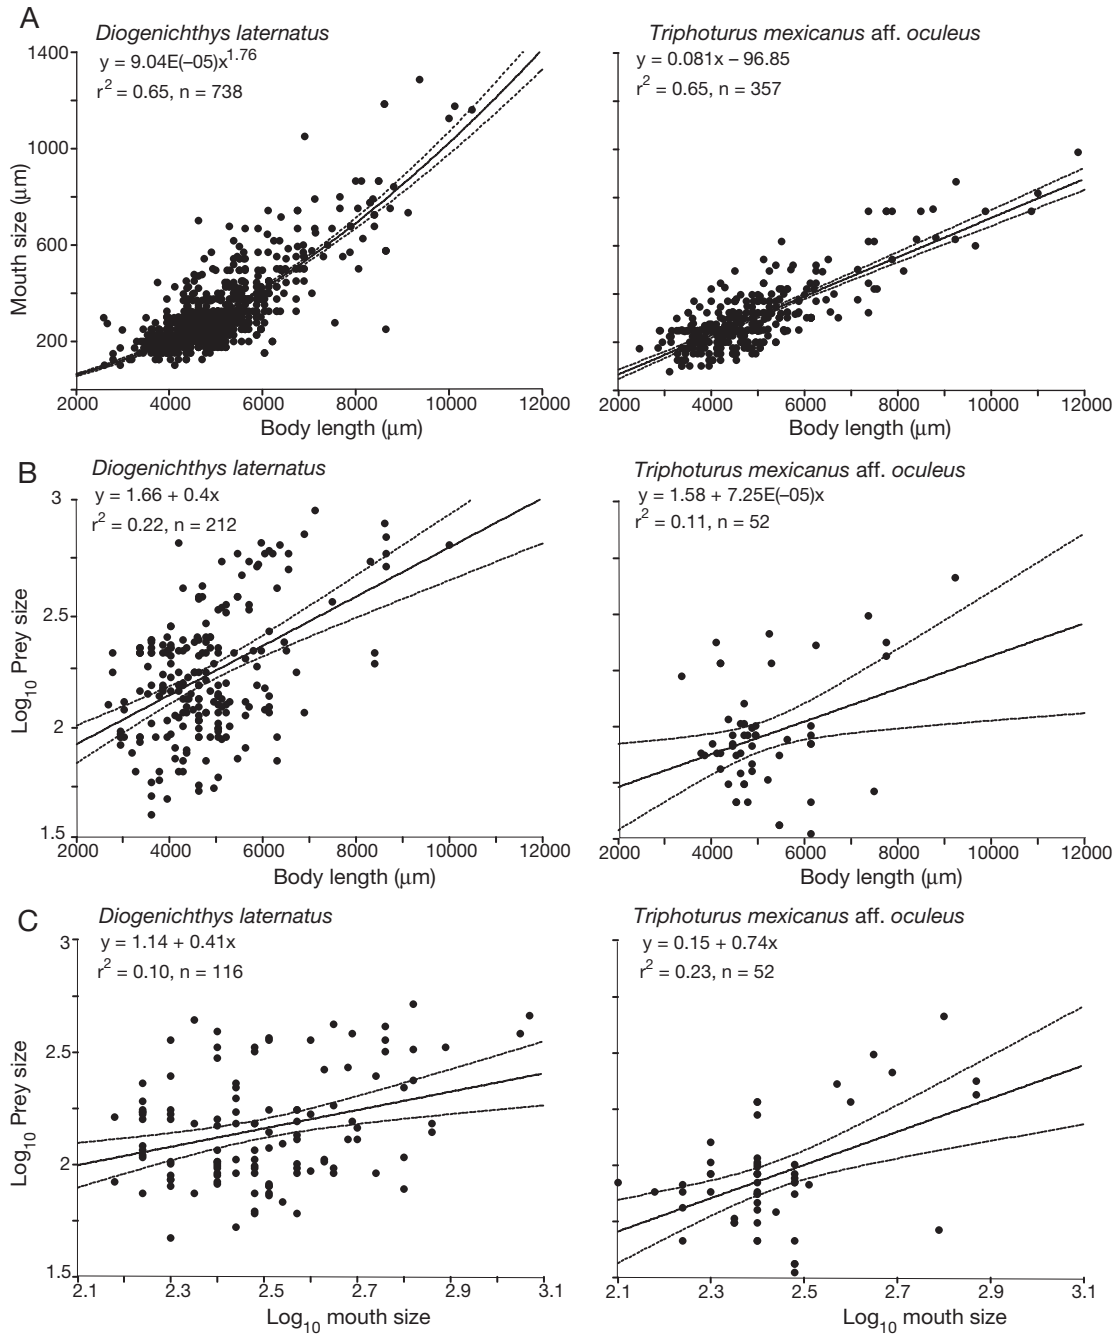 A
Diogenichthys laternatus
y = 9.04E(–05)x^1.76
r^2 = 0.65, n = 738
1400
1000
600
200
Mouth size (μm)
2000 4000 6000 8000 10000 12000
Body length (μm)
Triphoturus mexicanus aff. oculeus
y = 0.081x – 96.85
r^2 = 0.65, n = 357
2000 4000 6000 8000 10000 12000
Body length (μm)
B
Diogenichthys laternatus
y = 1.66 + 0.4x
r^2 = 0.22, n = 212
3
2.5
2
1.5
Log10 Prey size
2000 4000 6000 8000 10000 12000
Body length (μm)
Triphoturus mexicanus aff. oculeus
y = 1.58 + 7.25E(–05)x
r^2 = 0.11, n = 52
2000 4000 6000 8000 10000 12000
Body length (μm)
C
Diogenichthys laternatus
y = 1.14 + 0.41x
r^2 = 0.10, n = 116
3
2.5
2
1.5
Log10 Prey size
2.1 2.3 2.5 2.7 2.9 3.1
Log10 mouth size
Triphoturus mexicanus aff. oculeus
y = 0.15 + 0.74x
r^2 = 0.23, n = 52
2.1 2.3 2.5 2.7 2.9 3.1
Log10 mouth size